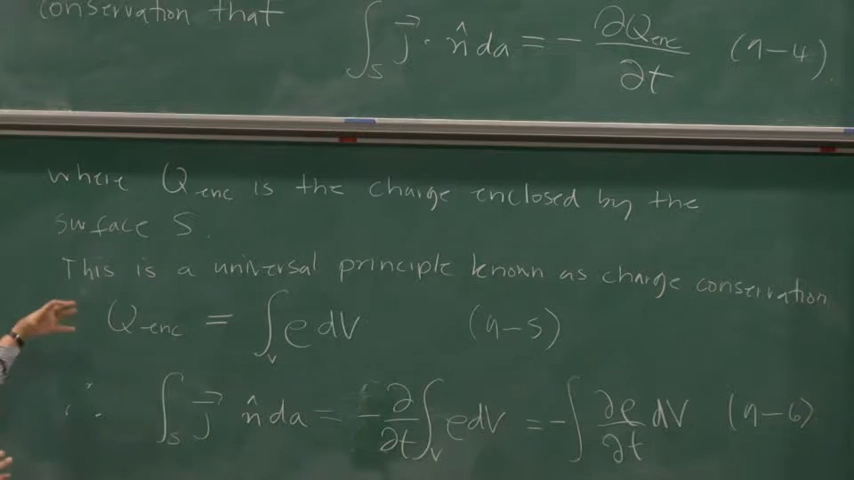 conservation that
∫_S J⃗ · n̂ da = − ∂Q_enc/∂t (9-4)
where Q_enc is the charge enclosed by the
surface S.
This is a universal principle known as charge conservation
Q_enc = ∫_V ρ dV (9-5)
∴ ∫_S J⃗ n̂ da = − ∂/∂t ∫_V ρ dV = − ∫ ∂ρ/∂t dV (9-6)